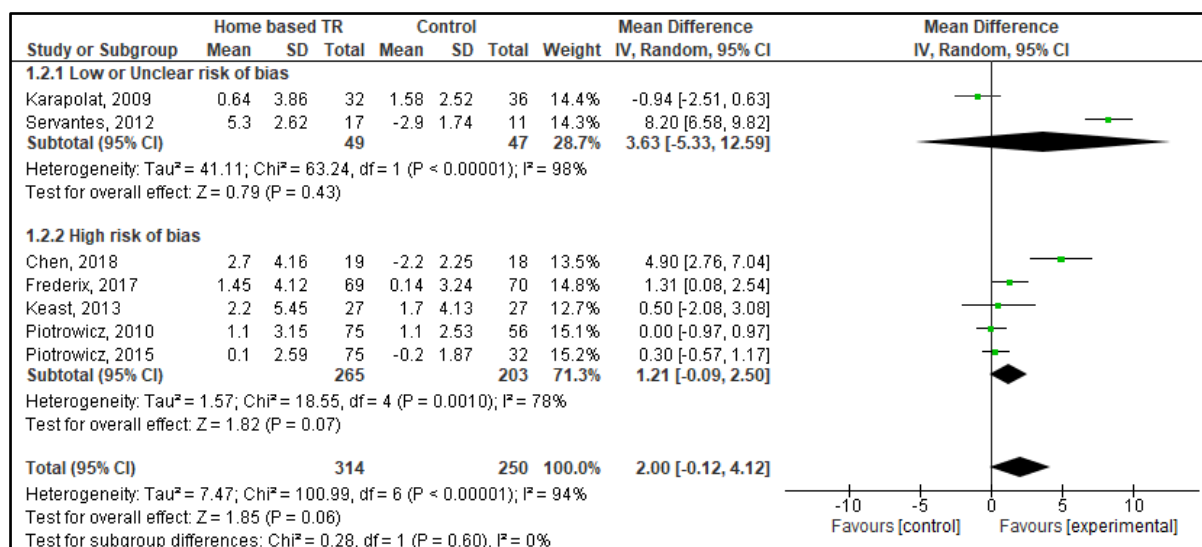 Home based TR Control Mean Difference Mean Difference
Study or Subgroup Mean SD Total Mean SD Total Weight IV, Random, 95% CI IV, Random, 95% CI
1.2.1 Low or Unclear risk of bias
Karapolat, 2009 0.64 3.86 32 1.58 2.52 36 14.4% -0.94 [-2.51, 0.63]
Servantes, 2012 5.3 2.62 17 -2.9 1.74 11 14.3% 8.20 [6.58, 9.82]
Subtotal (95% CI) 49 47 28.7% 3.63 [-5.33, 12.59]
Heterogeneity: Tau² = 41.11; Chi² = 63.24, df = 1 (P < 0.00001); I² = 98%
Test for overall effect: Z = 0.79 (P = 0.43)
1.2.2 High risk of bias
Chen, 2018 2.7 4.16 19 -2.2 2.25 18 13.5% 4.90 [2.76, 7.04]
Frederix, 2017 1.45 4.12 69 0.14 3.24 70 14.8% 1.31 [0.08, 2.54]
Keast, 2013 2.2 5.45 27 1.7 4.13 27 12.7% 0.50 [-2.08, 3.08]
Piotrowicz, 2010 1.1 3.15 75 1.1 2.53 56 15.1% 0.00 [-0.97, 0.97]
Piotrowicz, 2015 0.1 2.59 75 -0.2 1.87 32 15.2% 0.30 [-0.57, 1.17]
Subtotal (95% CI) 265 203 71.3% 1.21 [-0.09, 2.50]
Heterogeneity: Tau² = 1.57; Chi² = 18.55, df = 4 (P = 0.0010); I² = 78%
Test for overall effect: Z = 1.82 (P = 0.07)
Total (95% CI) 314 250 100.0% 2.00 [-0.12, 4.12]
Heterogeneity: Tau² = 7.47; Chi² = 100.99, df = 6 (P < 0.00001); I² = 94%
Test for overall effect: Z = 1.85 (P = 0.06)
Test for subgroup differences: Chi² = 0.28, df = 1 (P = 0.60), I² = 0%
-10 -5 0 5 10
Favours [control] Favours [experimental]